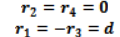 r₂ = r₄ = 0
r₁ = −r₃ = d